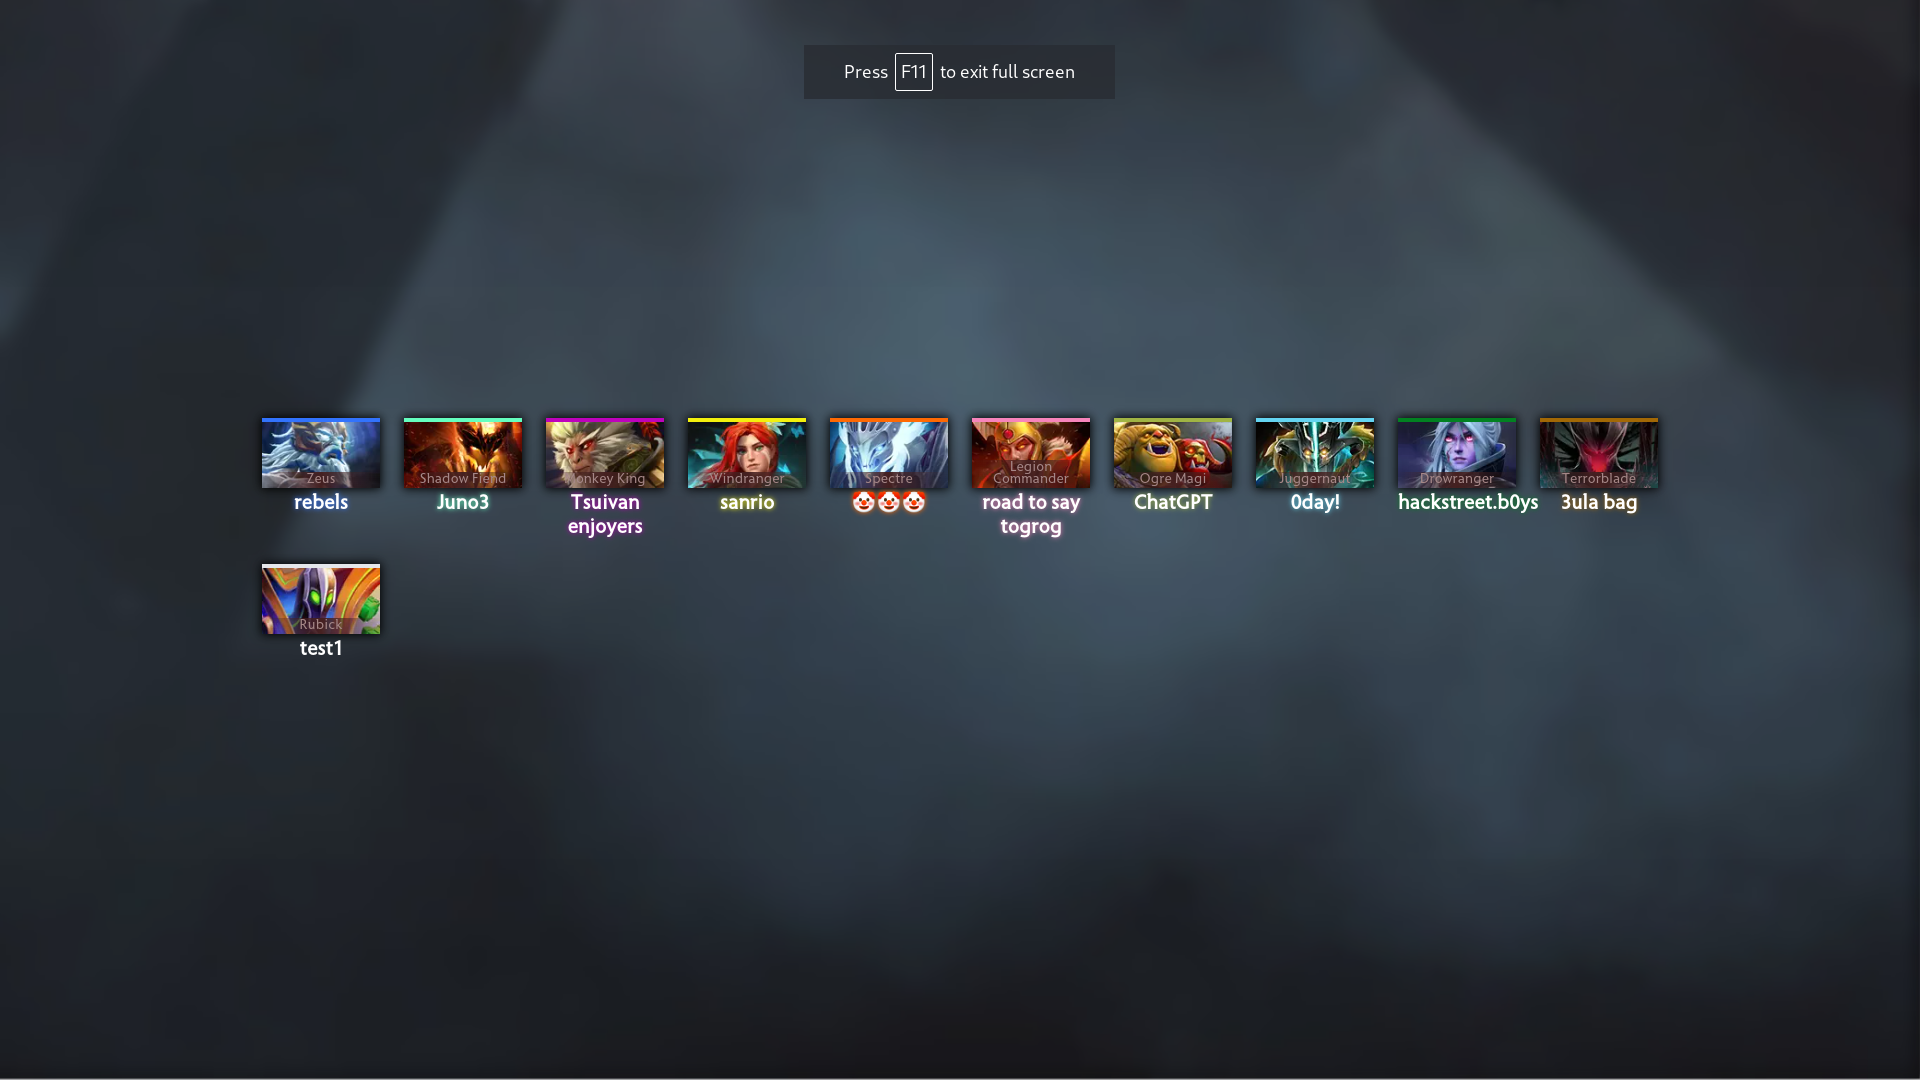 Press F11 to exit full screen
Zeus
Shadow Fiend
Monkey King
Windranger
Spectre
Legion
Commander
Ogre Magi
Juggernaut
Drowranger
Terrorblade
rebels
Juno3
Tsuivan
enjoyers
sanrio
🤡🤡🤡
road to say
togrog
ChatGPT
0day!
hackstreet.b0ys
3ula bag
Rubick
test1